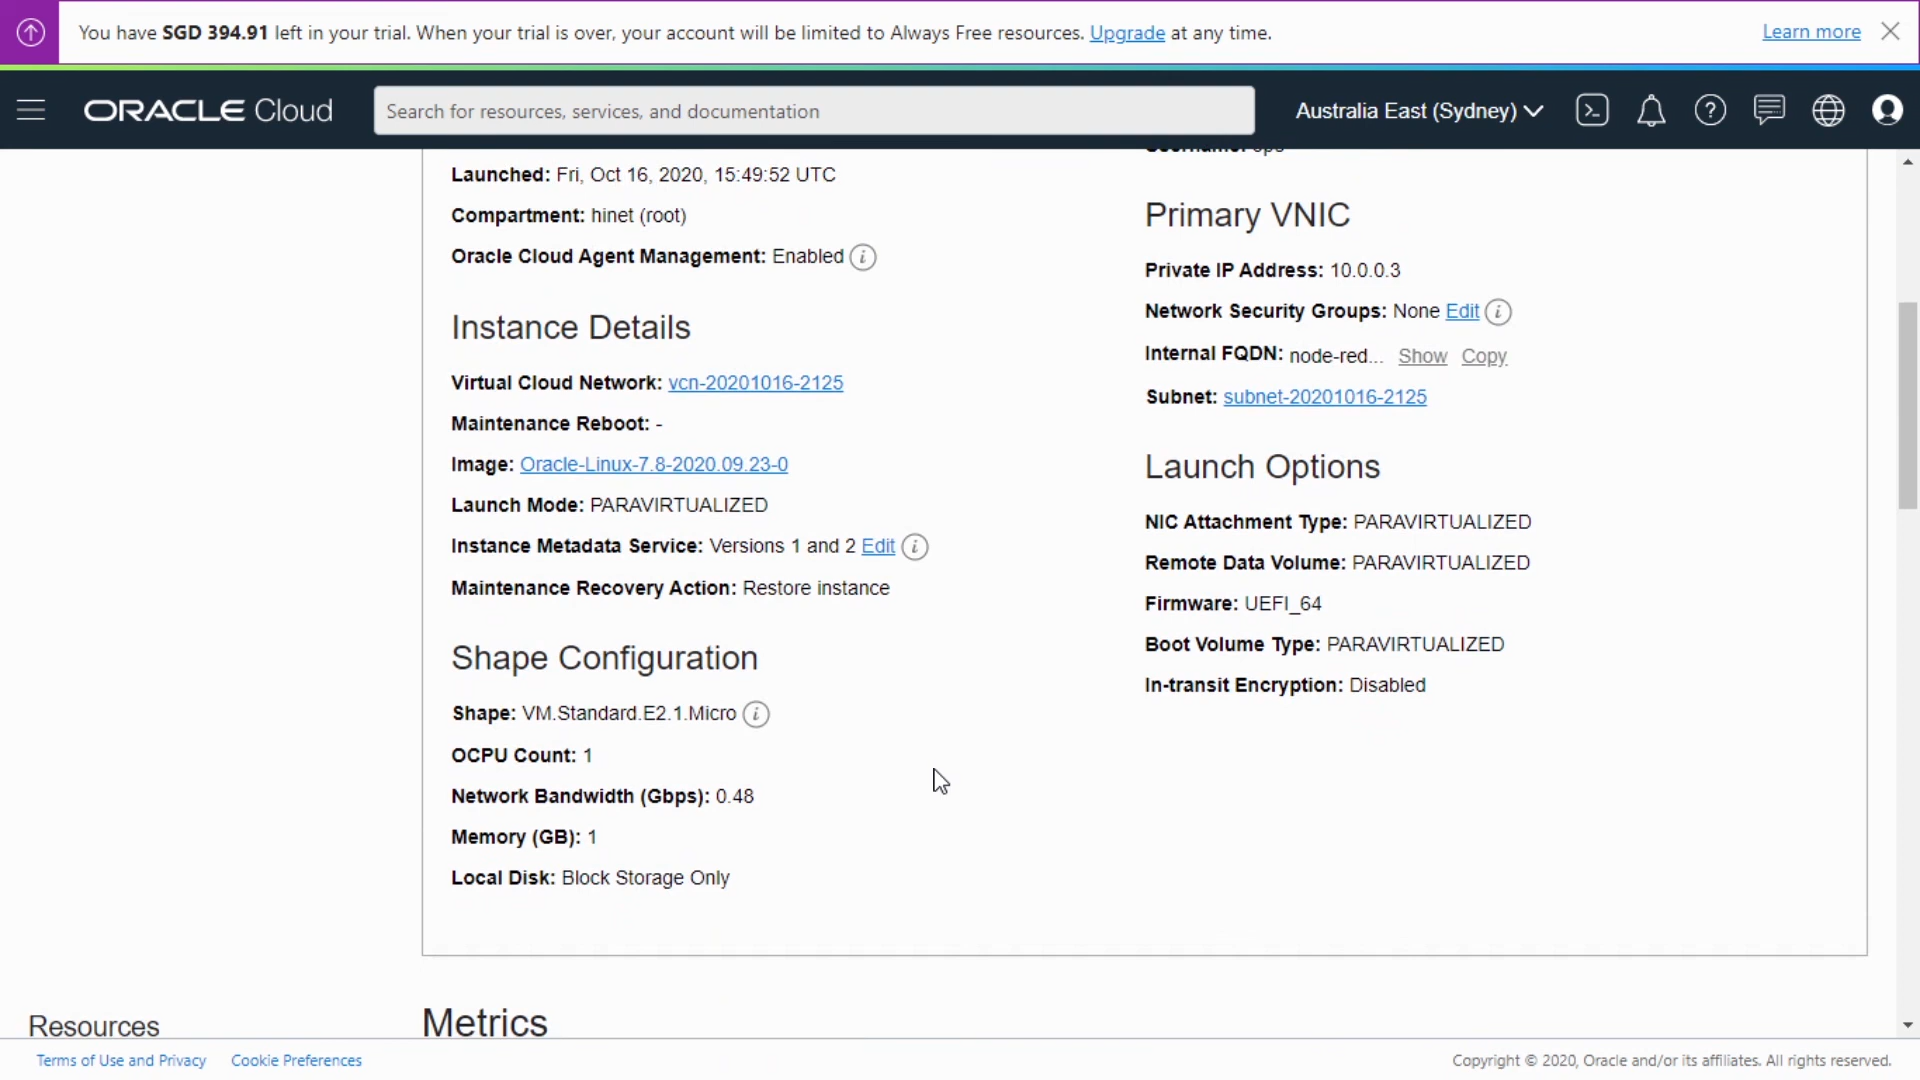 You have SGD 394.91 left in your trial. When your trial is over, your account will be limited to Always Free resources. Upgrade at any time.
Learn more
ORACLE Cloud
Search for resources, services, and documentation
Australia East (Sydney)
Launched: Fri, Oct 16, 2020, 15:49:52 UTC
Compartment: hinet (root)
Oracle Cloud Agent Management: Enabled
Instance Details
Virtual Cloud Network: vcn-20201016-2125
Maintenance Reboot: -
Image: Oracle-Linux-7.8-2020.09.23-0
Launch Mode: PARAVIRTUALIZED
Instance Metadata Service: Versions 1 and 2 Edit
Maintenance Recovery Action: Restore instance
Shape Configuration
Shape: VM.Standard.E2.1.Micro
OCPU Count: 1
Network Bandwidth (Gbps): 0.48
Memory (GB): 1
Local Disk: Block Storage Only
Primary VNIC
Private IP Address: 10.0.0.3
Network Security Groups: None Edit
Internal FQDN: node-red... Show Copy
Subnet: subnet-20201016-2125
Launch Options
NIC Attachment Type: PARAVIRTUALIZED
Remote Data Volume: PARAVIRTUALIZED
Firmware: UEFI_64
Boot Volume Type: PARAVIRTUALIZED
In-transit Encryption: Disabled
Resources
Metrics
Terms of Use and Privacy
Cookie Preferences
Copyright © 2020, Oracle and/or its affiliates. All rights reserved.